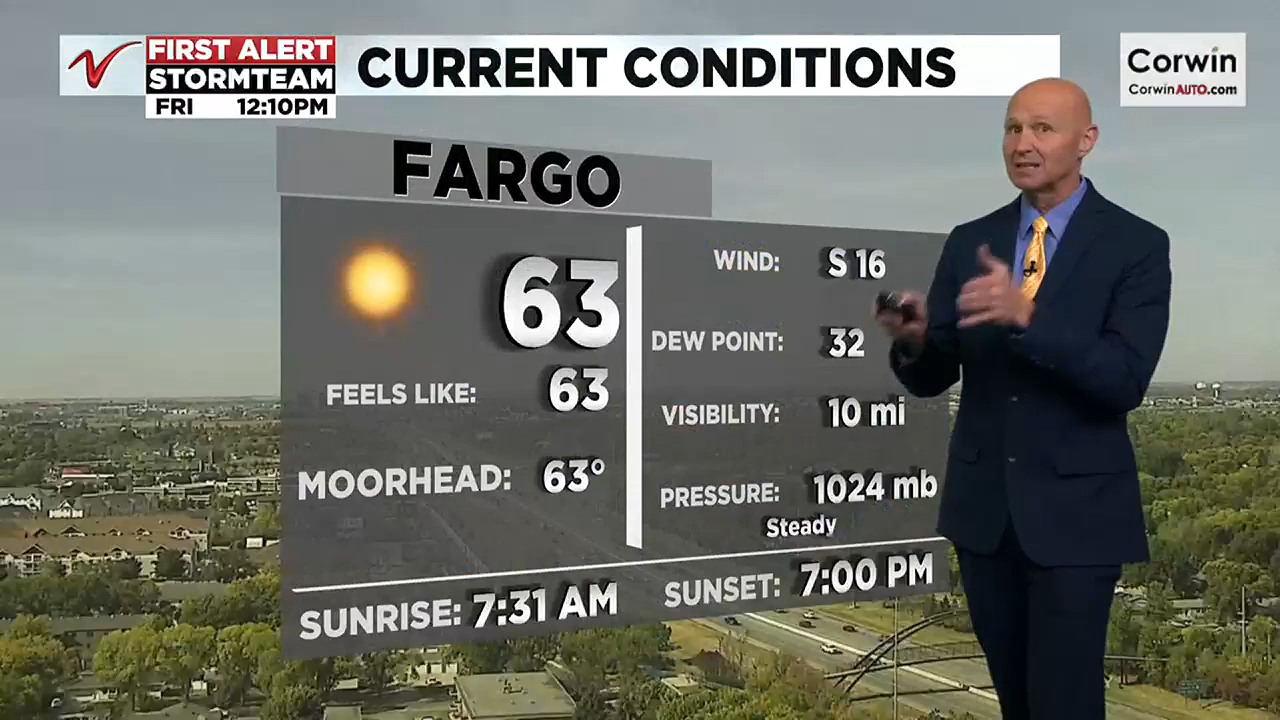 FIRST ALERT
STORMTEAM
FRI 12:10PM
CURRENT CONDITIONS
Corwin
CorwinAUTO.com
FARGO
63
FEELS LIKE: 63
MOORHEAD: 63°
WIND: S 16
DEW POINT: 32
VISIBILITY: 10 mi
PRESSURE: 1024 mb
Steady
SUNRISE: 7:31 AM
SUNSET: 7:00 PM